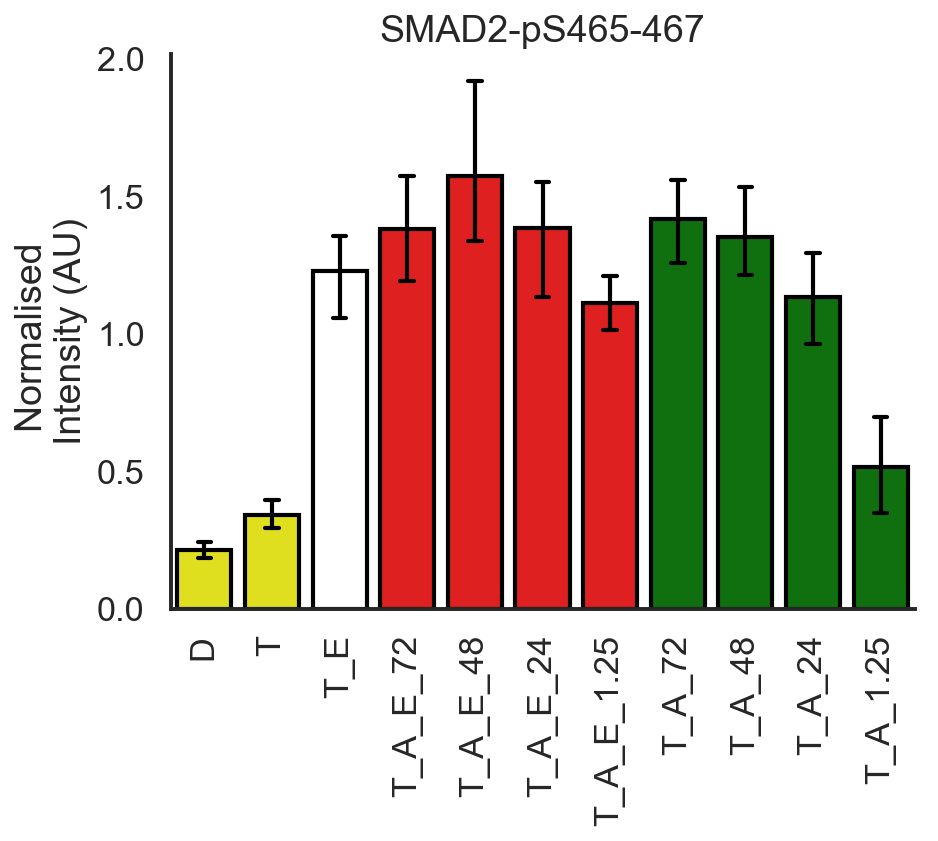 SMAD2-pS465-467
Normalised
Intensity (AU)
2.0
1.5
1.0
0.5
0.0
D
T
T_E
T_A_E_72
T_A_E_48
T_A_E_24
T_A_E_1.25
T_A_72
T_A_48
T_A_24
T_A_1.25